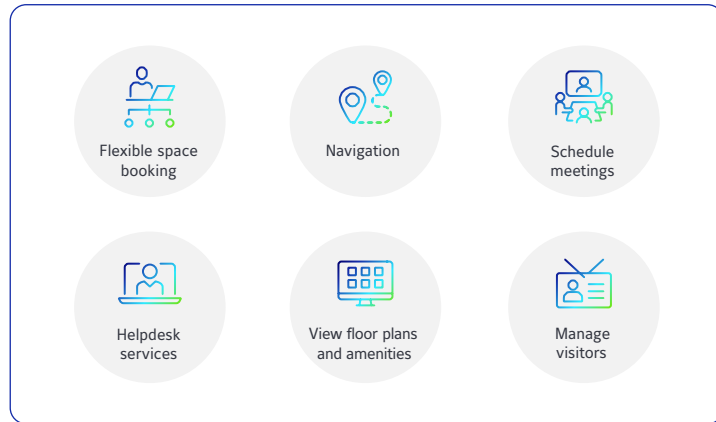 Flexible space
booking
Navigation
Schedule
meetings
Helpdesk
services
View floor plans
and amenities
Manage
visitors